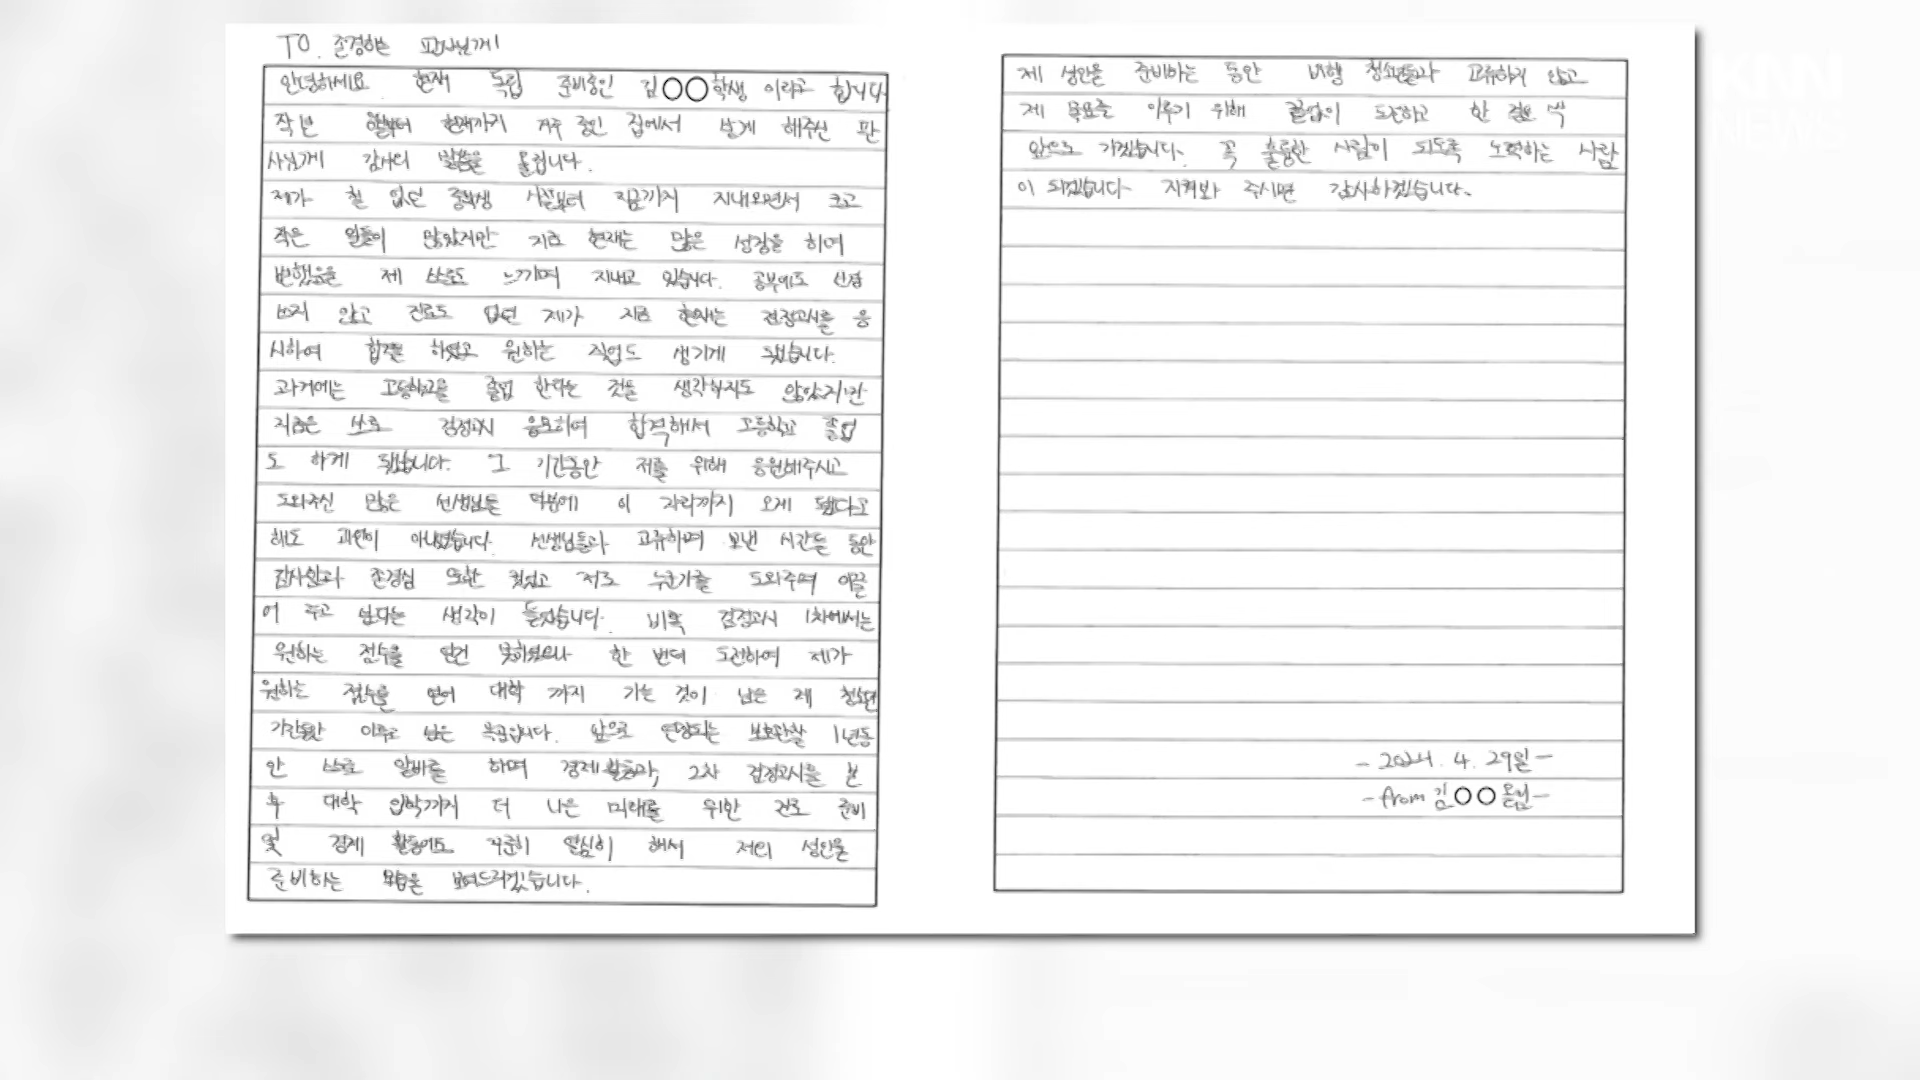 TO. 존경하는 판사님께
안녕하세요. 현재 독립 준비중인 김○○학생 이라고 합니다
작년 현재까지 거주 중인 집에서 살게 해주신 판
사님께 감사의 말씀을 올립니다.
제가 철 없던 중학생 시절부터 지금까지 지내오면서 크고
작은 일들이 많았지만 지금 현재는 많은 성장을 하며
변했음을 제 스스로도 느끼며 지내고 있습니다. 공부에도 신경
쓰지 않고 진로도 없던 제가 지금 현재는 검정고시를 응
시하여 합격을 하였고 원하는 직업도 생기게 됐습니다.
과거에는 고등학교를 졸업 한다는 것을 생각하지도 않았지만
지금은 스스로 검정고시 응모하여 합격해서 고등학교 졸업
도 하게 됐습니다. 그 기간동안 저를 위해 응원해주시고
도와주신 많은 선생님들 덕분에 이 자리까지 오게 됐다고
해도 과언이 아니였습니다. 선생님들과 교류하며 보낸 시간들 동안
감사함과 존경심 또한 컸었고 저도 누군가를 도와주며 이끌
어 주고 싶다는 생각이 들었습니다. 비록 검정고시 1차에서는
원하는 점수를 얻진 못하였으나 한 번더 도전하여 제가
원하는 점수를 얻어 대학 까지 가는 것이 남은 제 청소년
기간동안 이루고 싶은 목표입니다. 앞으로 연장되는 보호관찰 1년동
안 스스로 알바를 하며 경제활동과, 2차 검정고시를 본
후 대학 입학까지 더 나은 미래를 위한 진로 준비
및 경제 활동에도 꾸준히 열심히 해서 저의 성인을
준비하는 모습을 보여드리겠습니다.
제 성인을 준비하는 동안 비행 청소년들과 교류하지 않고
제 목표를 이루기 위해 끝없이 도전하고 한 걸음 씩
앞으로 가겠습니다. 꼭 훌륭한 사람이 되도록 노력하는 사람
이 되겠습니다. 지켜봐 주시면 감사하겠습니다.
- 2024. 4. 29일 -
- from 김○○ 올림 -
KNN
NEWS